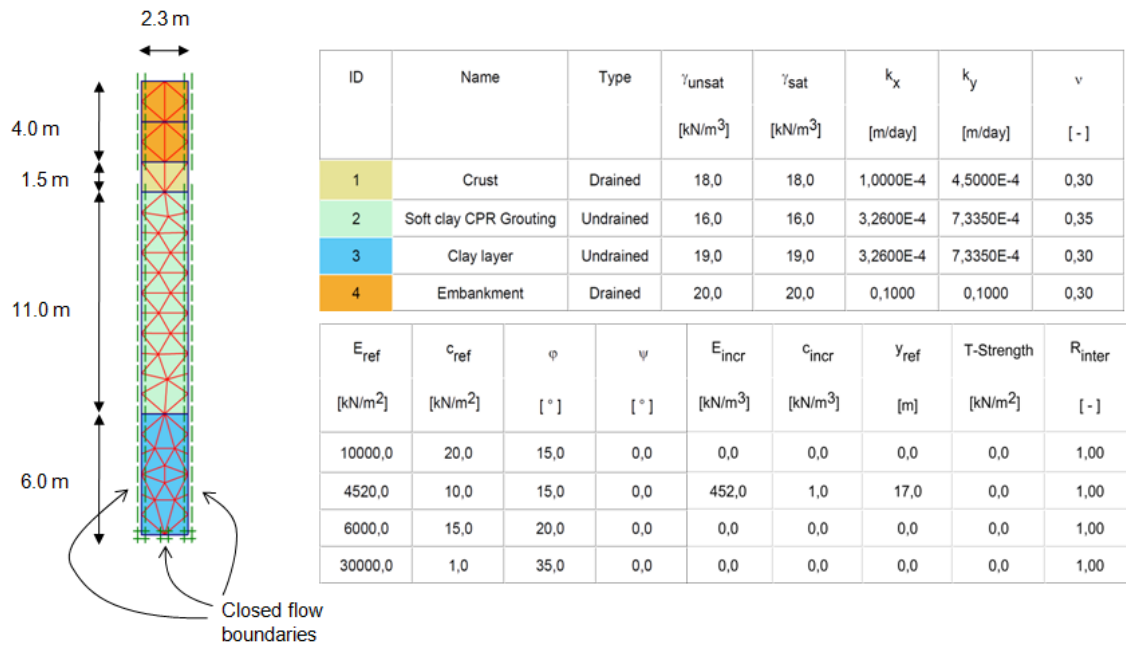 2.3 m
4.0 m
1.5 m
11.0 m
6.0 m
Closed flow
boundaries
ID Name Type γunsat γsat kx ky ν
[kN/m3] [kN/m3] [m/day] [m/day] [ - ]
1 Crust Drained 18,0 18,0 1,0000E-4 4,5000E-4 0,30
2 Soft clay CPR Grouting Undrained 16,0 16,0 3,2600E-4 7,3350E-4 0,35
3 Clay layer Undrained 19,0 19,0 3,2600E-4 7,3350E-4 0,30
4 Embankment Drained 20,0 20,0 0,1000 0,1000 0,30
Eref cref φ ψ Eincr cincr yref T-Strength Rinter
[kN/m2] [kN/m2] [ ° ] [ ° ] [kN/m3] [kN/m3] [m] [kN/m2] [ - ]
10000,0 20,0 15,0 0,0 0,0 0,0 0,0 0,0 1,00
4520,0 10,0 15,0 0,0 452,0 1,0 17,0 0,0 1,00
6000,0 15,0 20,0 0,0 0,0 0,0 0,0 0,0 1,00
30000,0 1,0 35,0 0,0 0,0 0,0 0,0 0,0 1,00